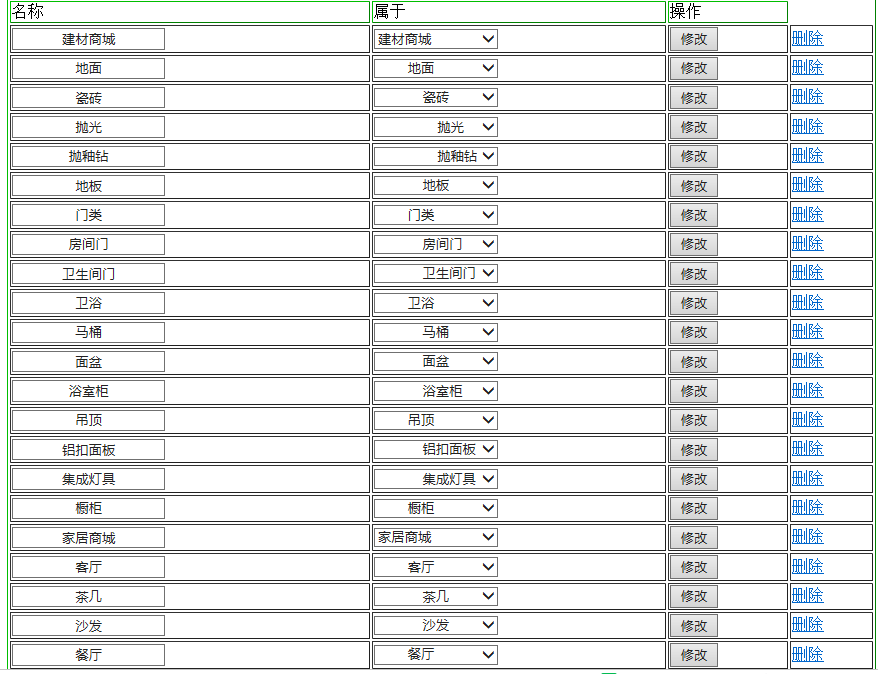 名称 属于 操作
建材商城 建材商城 修改 删除
地面 地面 修改 删除
瓷砖 瓷砖 修改 删除
抛光 抛光 修改 删除
抛釉钻 抛釉钻 修改 删除
地板 地板 修改 删除
门类 门类 修改 删除
房间门 房间门 修改 删除
卫生间门 卫生间门 修改 删除
卫浴 卫浴 修改 删除
马桶 马桶 修改 删除
面盆 面盆 修改 删除
浴室柜 浴室柜 修改 删除
吊顶 吊顶 修改 删除
铝扣面板 铝扣面板 修改 删除
集成灯具 集成灯具 修改 删除
橱柜 橱柜 修改 删除
家居商城 家居商城 修改 删除
客厅 客厅 修改 删除
茶几 茶几 修改 删除
沙发 沙发 修改 删除
餐厅 餐厅 修改 删除